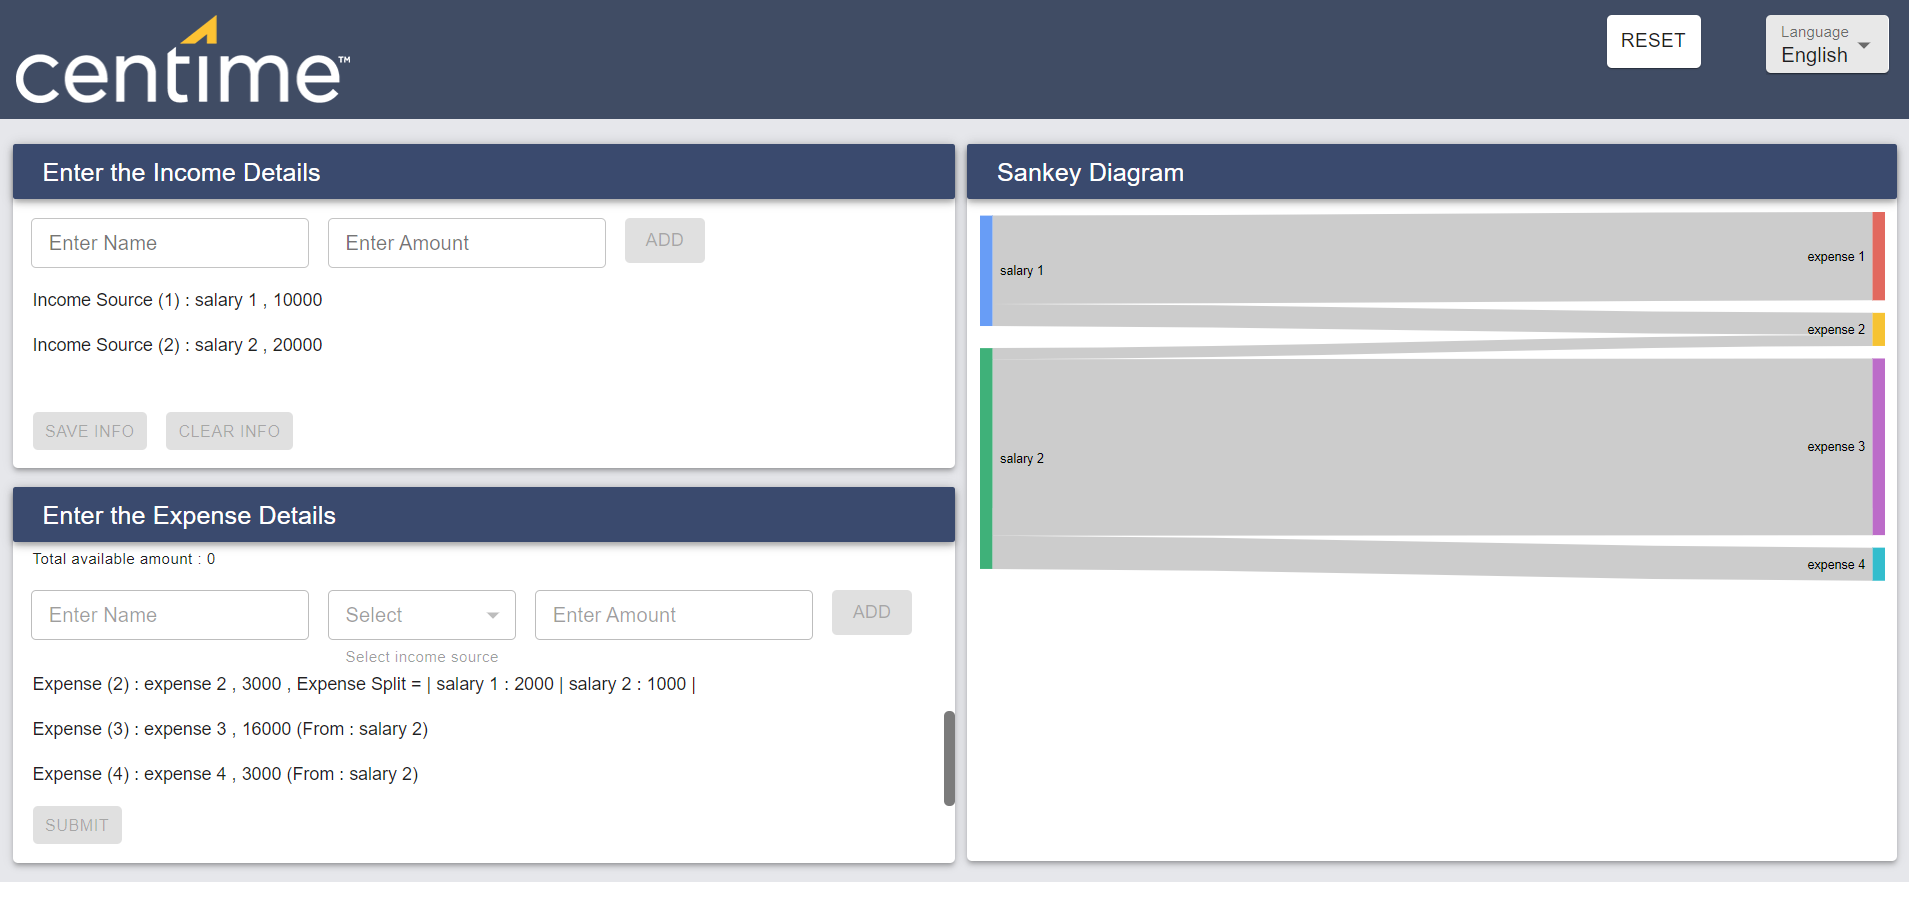 centime™
RESET
Language
English
Enter the Income Details
Enter Name
Enter Amount
ADD
Income Source (1) : salary 1 , 10000
Income Source (2) : salary 2 , 20000
SAVE INFO
CLEAR INFO
Enter the Expense Details
Total available amount : 0
Enter Name
Select
Enter Amount
ADD
Select income source
Expense (2) : expense 2 , 3000 , Expense Split = | salary 1 : 2000 | salary 2 : 1000 |
Expense (3) : expense 3 , 16000 (From : salary 2)
Expense (4) : expense 4 , 3000 (From : salary 2)
SUBMIT
Sankey Diagram
salary 1
expense 1
expense 2
salary 2
expense 3
expense 4